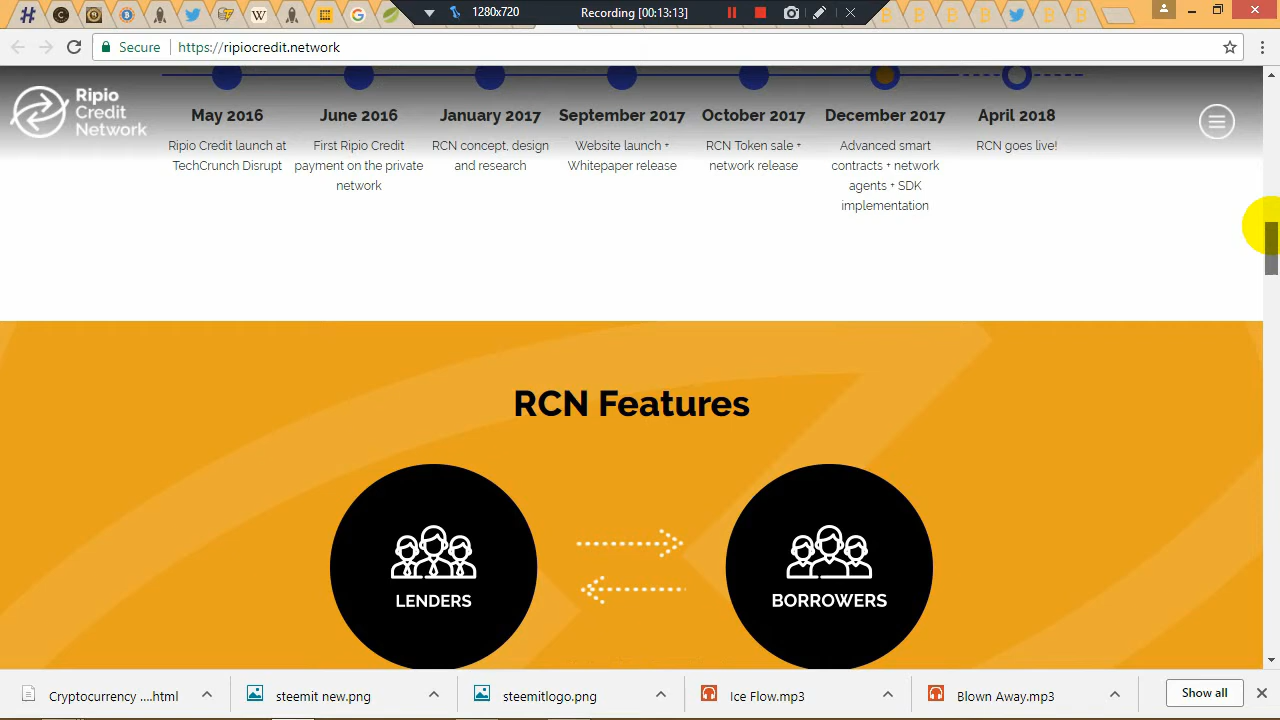 1280x720
Recording [00:13:13]
Secure
https://ripiocredit.network
Ripio
Credit
Network
May 2016
Ripio Credit launch at
TechCrunch Disrupt
June 2016
First Ripio Credit
payment on the private
network
January 2017
RCN concept, design
and research
September 2017
Website launch +
Whitepaper release
October 2017
RCN Token sale +
network release
December 2017
Advanced smart
contracts + network
agents + SDK
implementation
April 2018
RCN goes live!
RCN Features
LENDERS
BORROWERS
Cryptocurrency ....html
steemit new.png
steemitlogo.png
Ice Flow.mp3
Blown Away.mp3
Show all